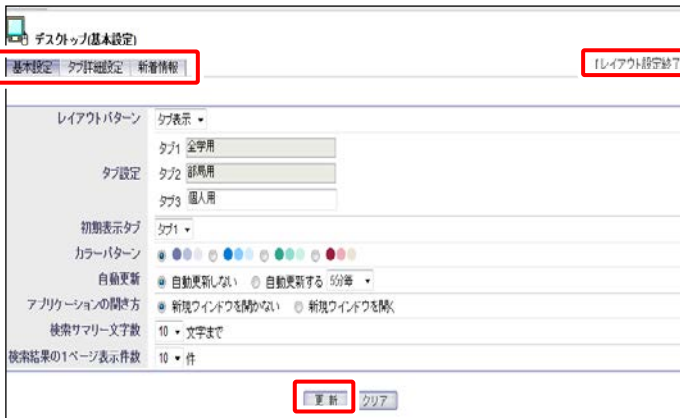 デスクトップ(基本設定)
基本設定 タブ詳細設定 新着情報
[レイアウト設定終了
レイアウトパターン タブ表示
タブ設定
タブ1 全学用
タブ2 部局用
タブ3 個人用
初期表示タブ タブ1
カラーパターン
自動更新 自動更新しない 自動更新する 5分毎
アプリケーションの開き方 新規ウインドウを開かない 新規ウインドウを開く
検索サマリー文字数 10 文字まで
検索結果の1ページ表示件数 10 件
更新 クリア